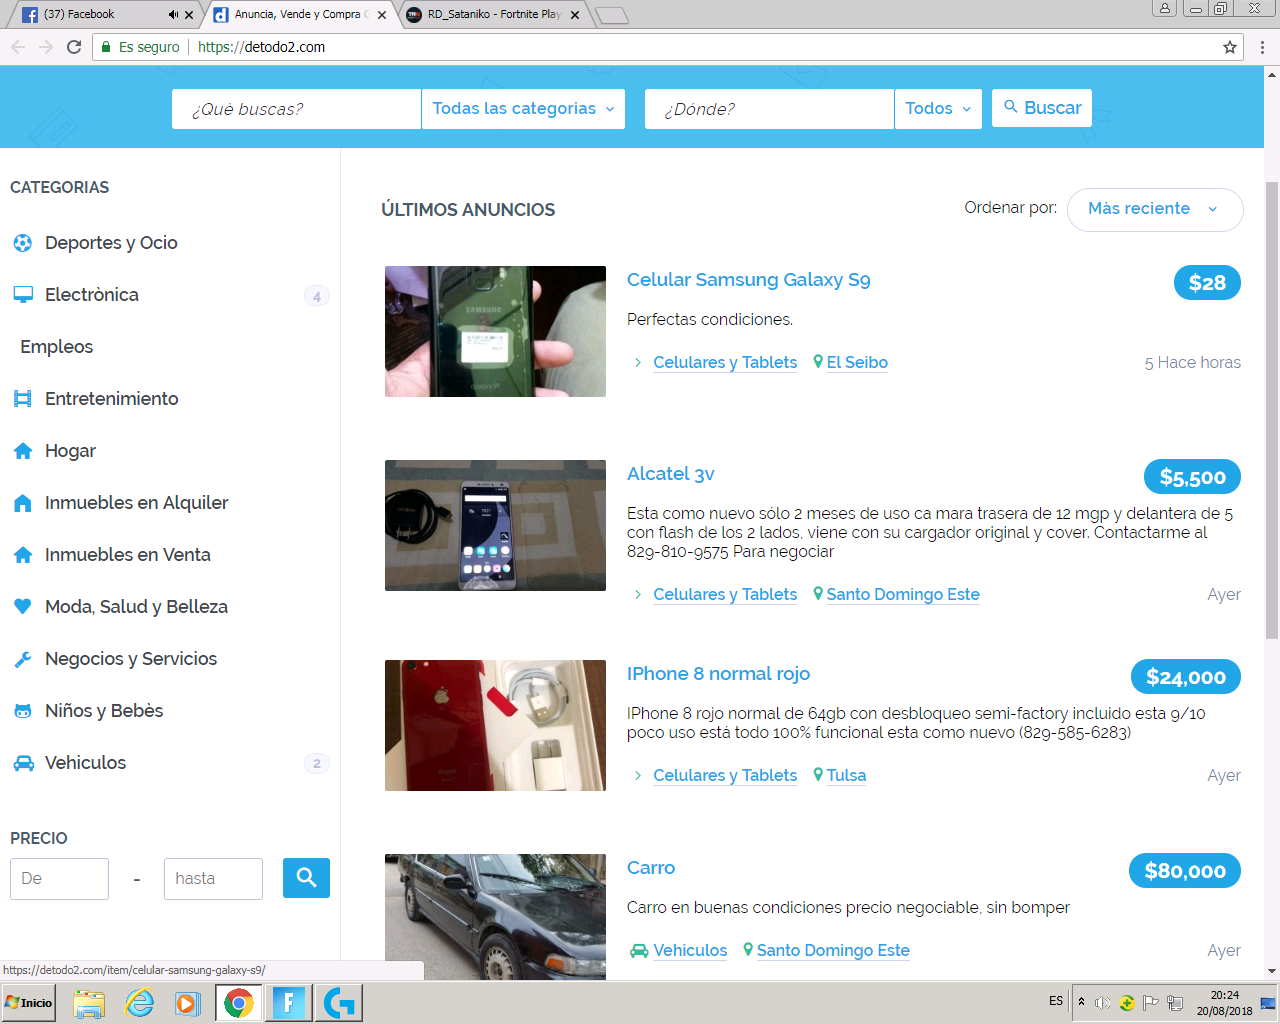 (37) Facebook
Anuncia, Vende y Compra
RD_Sataniko - Fortnite Play
Es seguro
https://detodo2.com
¿Què buscas?
Todas las categorias
¿Dónde?
Todos
Buscar
CATEGORIAS
Deportes y Ocio
Electrònica
4
Empleos
Entretenimiento
Hogar
Inmuebles en Alquiler
Inmuebles en Venta
Moda, Salud y Belleza
Negocios y Servicios
Niños y Bebès
Vehiculos
2
PRECIO
De
-
hasta
ÚLTIMOS ANUNCIOS
Ordenar por:
Màs reciente
Celular Samsung Galaxy S9
$28
Perfectas condiciones.
Celulares y Tablets
El Seibo
5 Hace horas
SAMSUNG
Alcatel 3v
$5,500
Esta como nuevo sólo 2 meses de uso ca mara trasera de 12 mgp y delantera de 5
con flash de los 2 lados, viene con su cargador original y cover. Contactarme al
829-810-9575 Para negociar
Celulares y Tablets
Santo Domingo Este
Ayer
IPhone 8 normal rojo
$24,000
IPhone 8 rojo normal de 64gb con desbloqueo semi-factory incluido esta 9/10
poco uso está todo 100% funcional esta como nuevo (829-585-6283)
Celulares y Tablets
Tulsa
Ayer
Carro
$80,000
Carro en buenas condiciones precio negociable, sin bomper
Vehiculos
Santo Domingo Este
Ayer
https://detodo2.com/item/celular-samsung-galaxy-s9/
Inicio
ES
20:24
20/08/2018